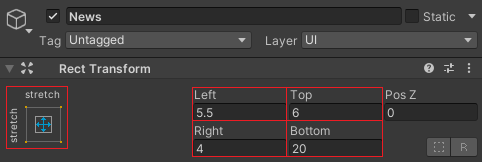 News
Static
Tag Untagged Layer UI
Rect Transform
stretch
stretch
Left Top Pos Z
5.5 6 0
Right Bottom
4 20
R